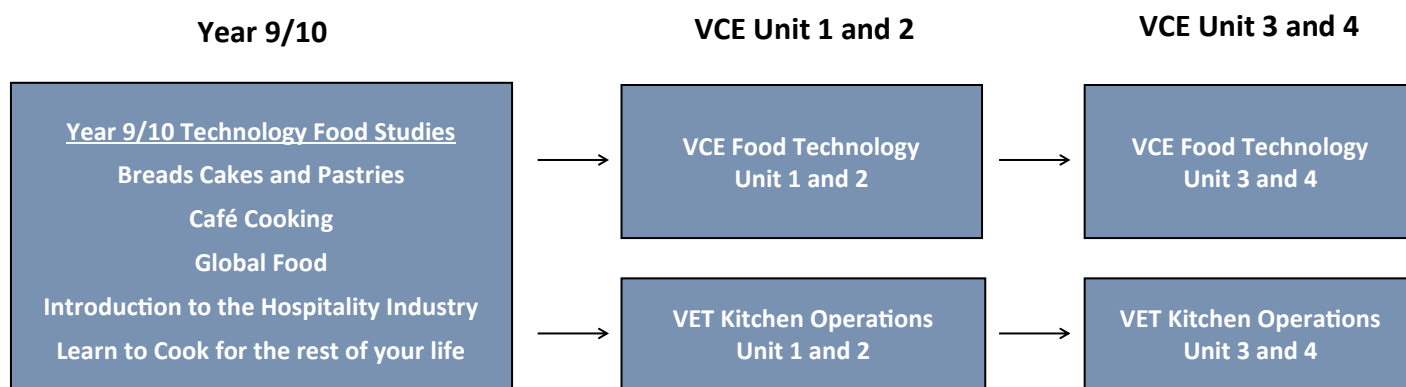 Year 9/10
VCE Unit 1 and 2
VCE Unit 3 and 4
Year 9/10 Technology Food Studies
Breads Cakes and Pastries
Café Cooking
Global Food
Introduction to the Hospitality Industry
Learn to Cook for the rest of your life
VCE Food Technology
Unit 1 and 2
VCE Food Technology
Unit 3 and 4
VET Kitchen Operations
Unit 1 and 2
VET Kitchen Operations
Unit 3 and 4